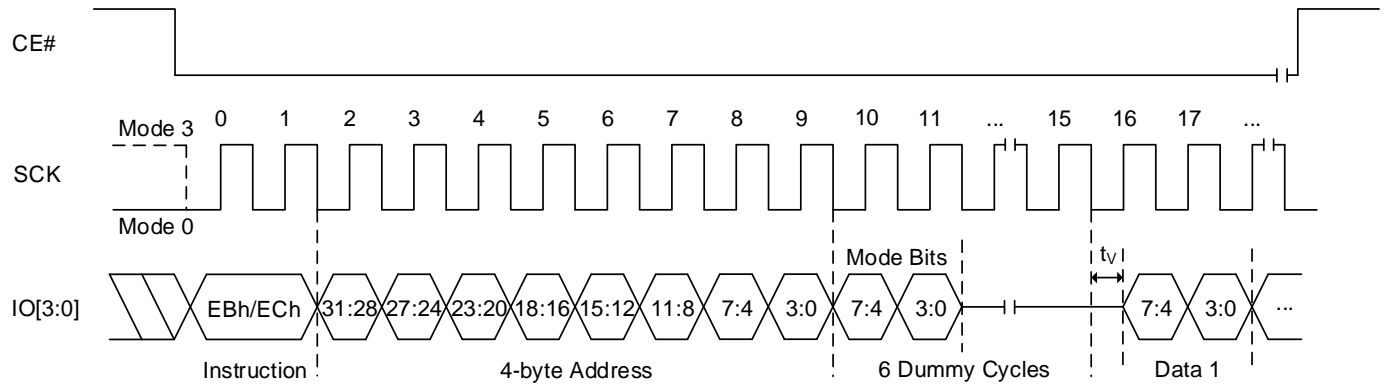 CE#
Mode 3 0 1 2 3 4 5 6 7 8 9 10 11 ... 15 16 17 ...
SCK
Mode 0
Mode Bits tV
IO[3:0] EBh/ECh 31:28 27:24 23:20 18:16 15:12 11:8 7:4 3:0 7:4 3:0 7:4 3:0 ...
Instruction 4-byte Address 6 Dummy Cycles Data 1